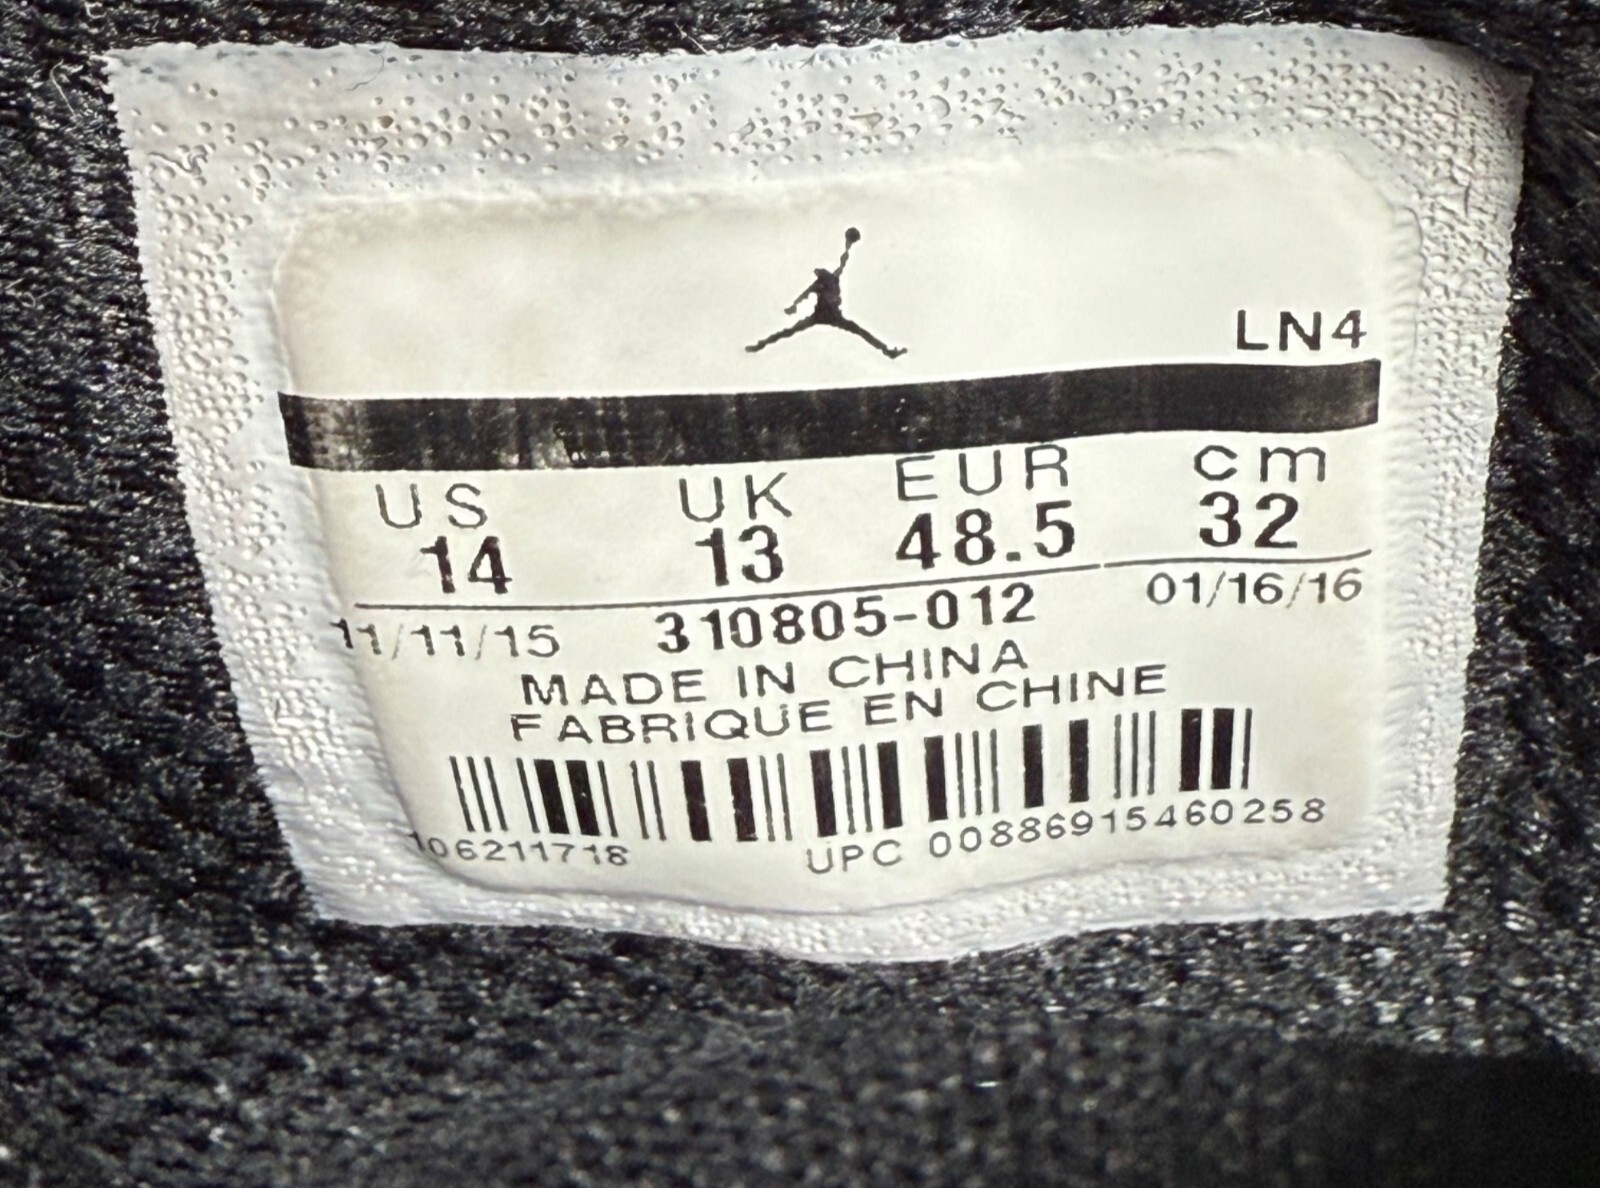 LN4
US UK EUR cm
14 13 48.5 32
11/11/15 310805-012 01/16/16
MADE IN CHINA
FABRIQUE EN CHINE
106211718 UPC 00886915460258